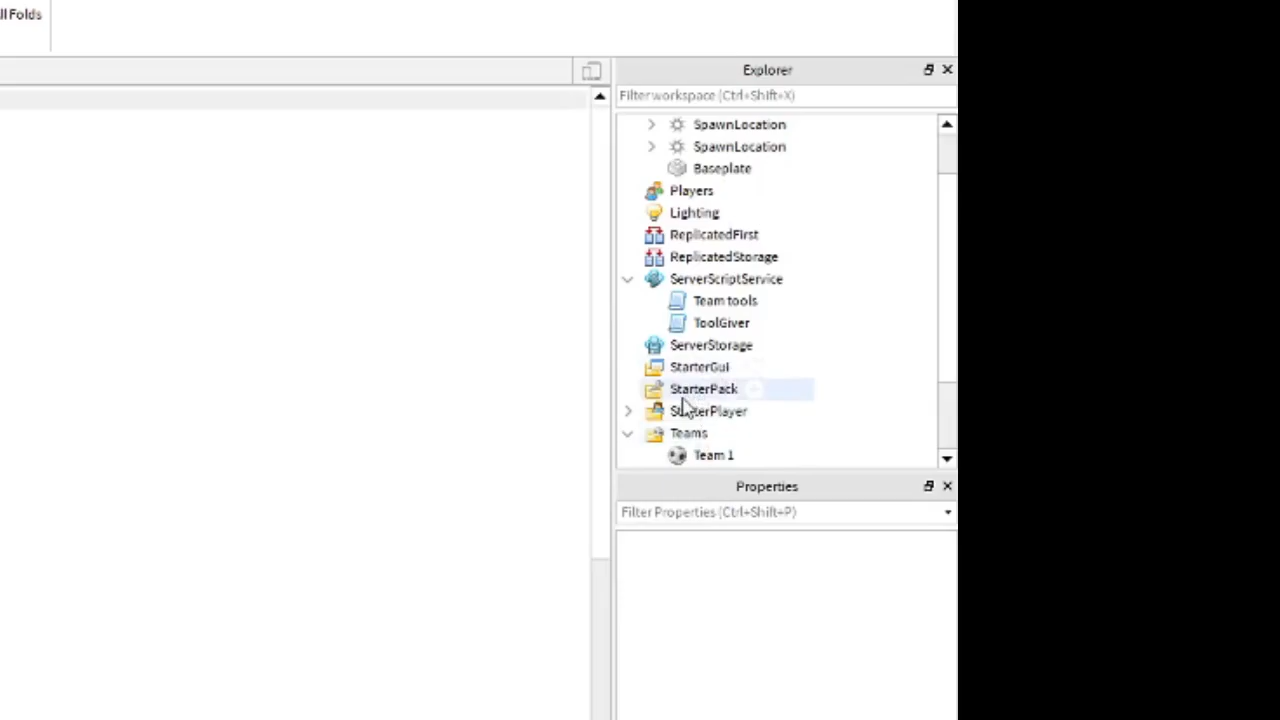 ll Folds
Explorer
Filter workspace (Ctrl+Shift+X)
SpawnLocation
SpawnLocation
Baseplate
Players
Lighting
ReplicatedFirst
ReplicatedStorage
ServerScriptService
Team tools
ToolGiver
ServerStorage
StarterGui
StarterPack
StarterPlayer
Teams
Team 1
Properties
Filter Properties (Ctrl+Shift+P)